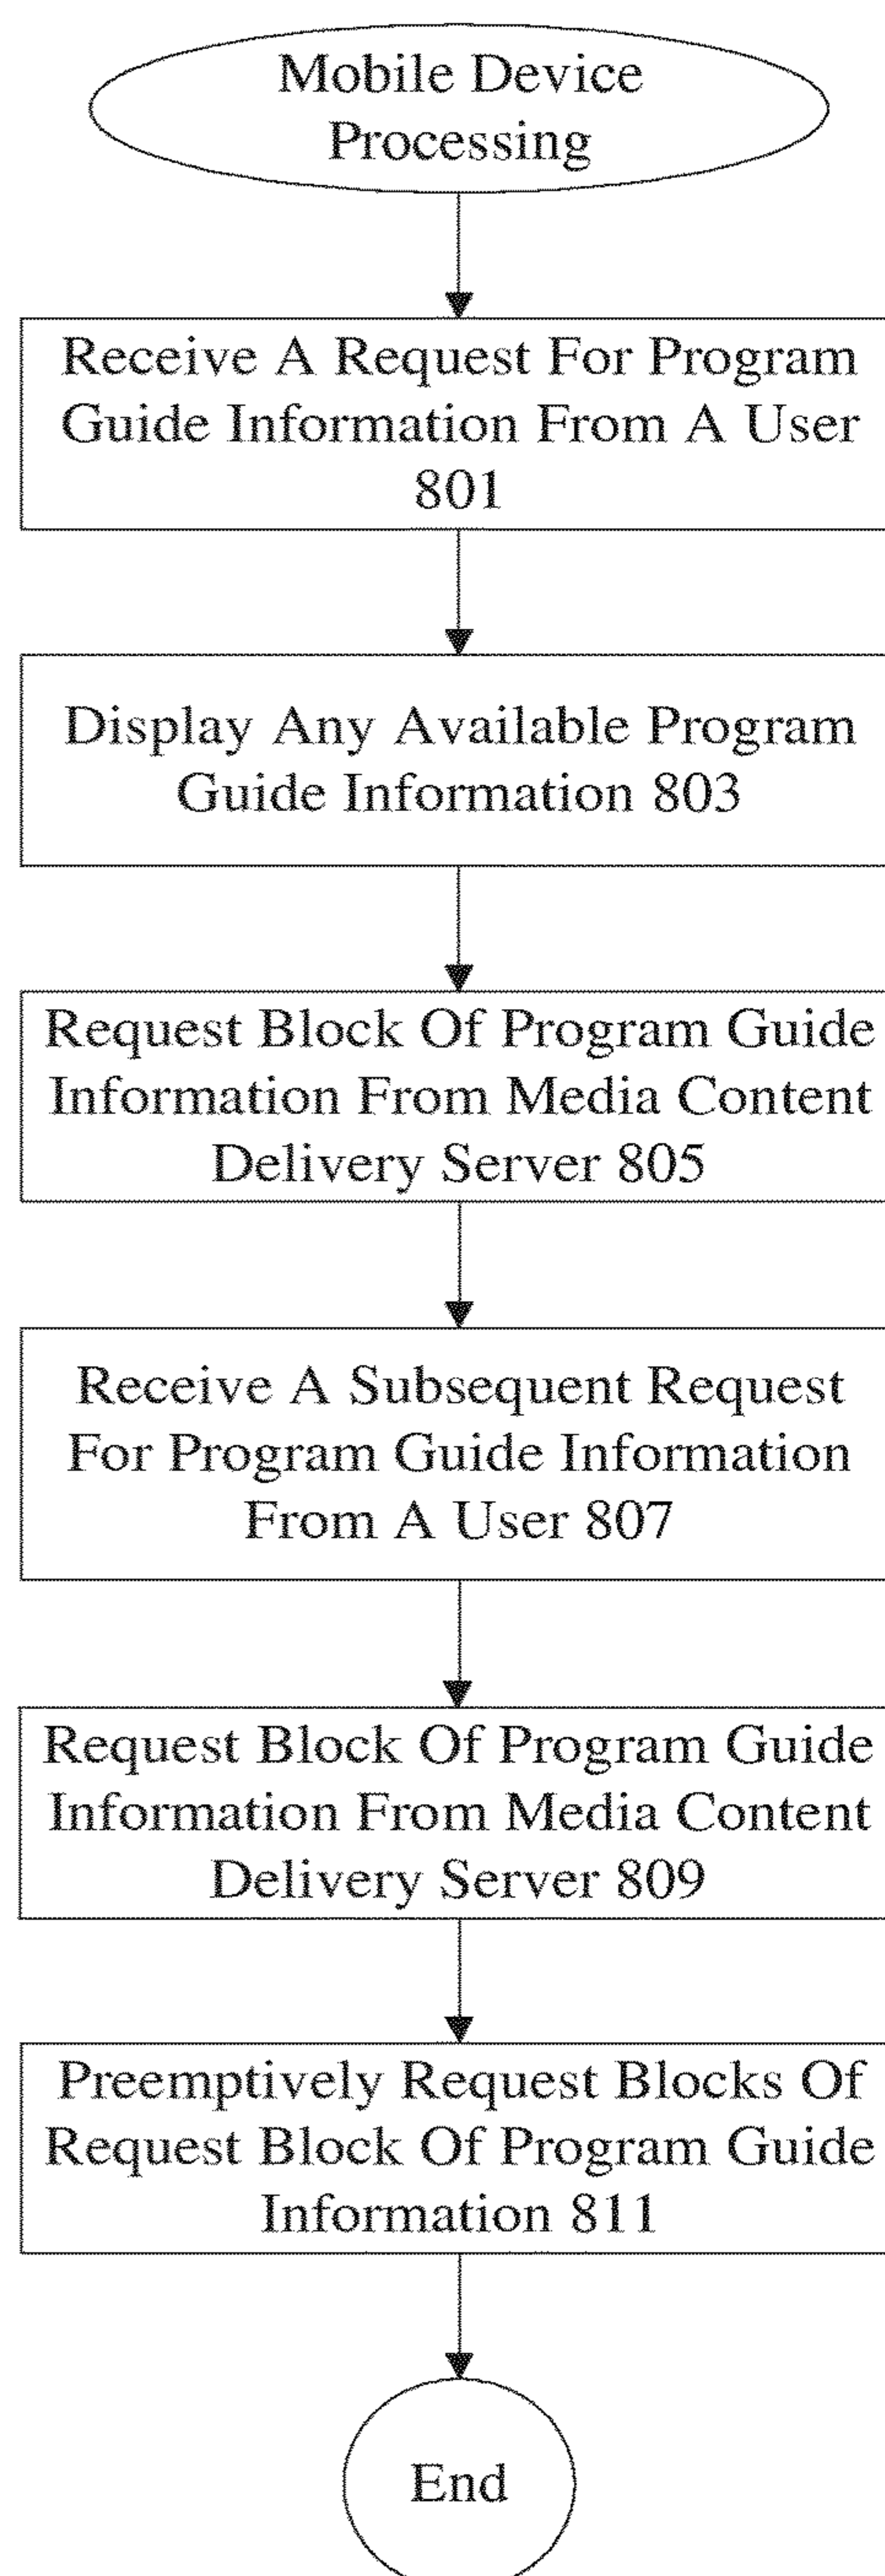 Mobile Device
Processing
Receive A Request For Program
Guide Information From A User
801
Display Any Available Program
Guide Information 803
Request Block Of Program Guide
Information From Media Content
Delivery Server 805
Receive A Subsequent Request
For Program Guide Information
From A User 807
Request Block Of Program Guide
Information From Media Content
Delivery Server 809
Preemptively Request Blocks Of
Request Block Of Program Guide
Information 811
End